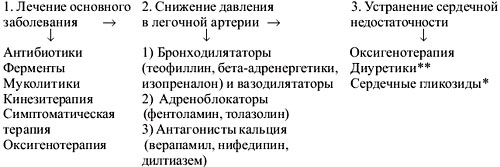 1. Лечение основного заболевания →
↓
Антибиотики
Ферменты
Муколитики
Кинезитерапия
Симптоматическая
терапия
Оксигенотерапия
2. Снижение давления
в легочной артерии →
↓
1) Бронходилятаторы
(теофиллин, бета-адренергетики,
изопреналон) и вазодилятаторы
2) Адреноблокаторы
(фентоламин, толазолин)
3) Антагонисты кальция
(верапамил, нифедипин,
дилтиазем)
3. Устранение сердечной
недостаточности
↓
Оксигенотерапия
Диуретики**
Сердечные гликозиды*